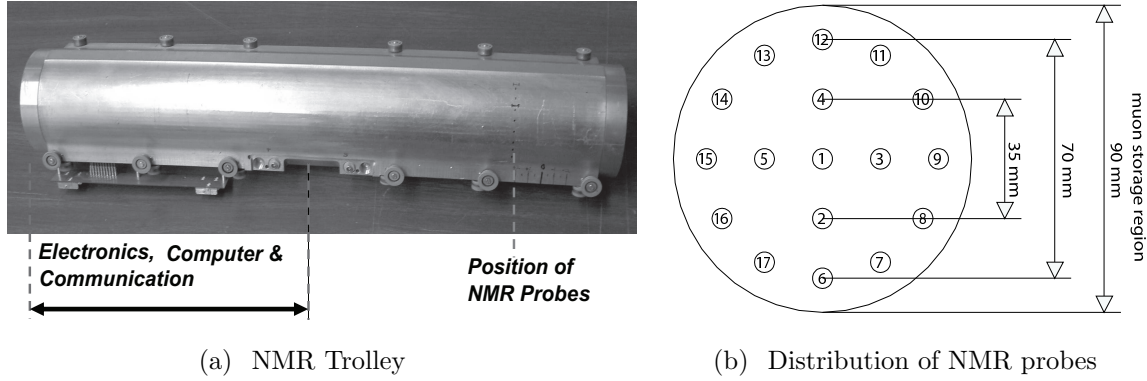 Electronics, Computer &
Communication
Position of
NMR Probes
(a) NMR Trolley
12
13
11
14
4
10
15
5
1
3
9
16
2
8
17
7
6
35 mm
70 mm
90 mm
muon storage region
(b) Distribution of NMR probes